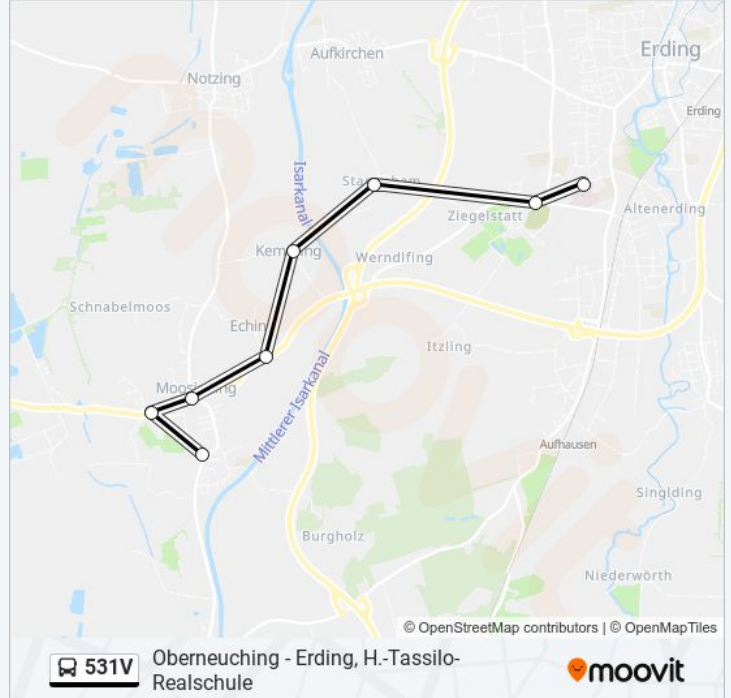 Erding
Aufkirchen
Notzing
Erding
Isarkanal
Altenerding
Ziegelstatt
Werndlfing
Schnabelmoos
Itzling
Mittlerer Isarkanal
Aufhausen
Singlding
Burgholz
Niederwörth
© OpenStreetMap contributors | © OpenMapTiles
531V
Oberneuching - Erding, H.-Tassilo-
Realschule
moovit